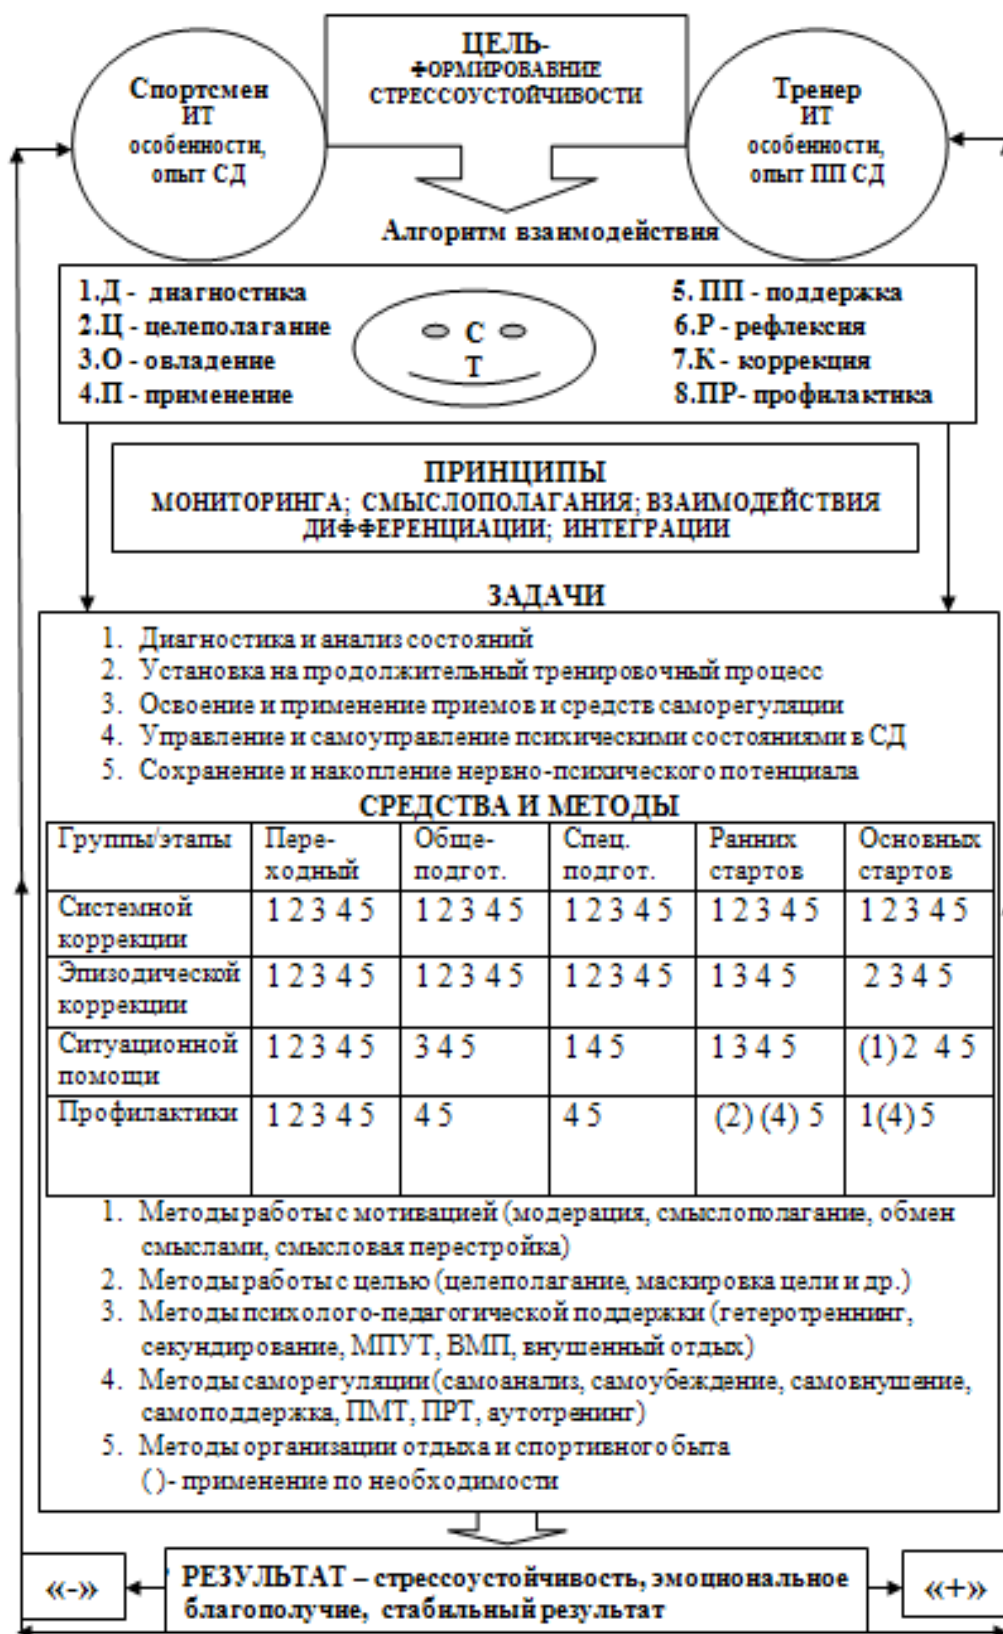 ЦЕЛЬ-
ФОРМИРОВАВНИЕ
СТРЕССОУСТОЙЧИВОСТИ
Спортсмен
ИТ
особенности,
опыт СД
Тренер
ИТ
особенности,
опыт ПП СД
Алгоритм взаимодействия
1.Д - диагностика
2.Ц - целеполагание
3.О - овладение
4.П - применение
С
Т
5. ПП - поддержка
6.Р - рефлексия
7.К - коррекция
8.ПР- профилактика
ПРИНЦИПЫ
МОНИТОРИНГА; СМЫСЛОПОЛАГАНИЯ; ВЗАИМОДЕЙСТВИЯ
ДИФФЕРЕНЦИАЦИИ; ИНТЕГРАЦИИ
ЗАДАЧИ
1. Диагностика и анализ состояний
2. Установка на продолжительный тренировочный процесс
3. Освоение и применение приемов и средств саморегуляции
4. Управление и самоуправление психическими состояниями в СД
5. Сохранение и накопление нервно-психического потенциала
СРЕДСТВА И МЕТОДЫ
Группы/этапы Пере- Обще- Спец. Ранних Основных
ходный подгот. подгот. стартов стартов
Системной 1 2 3 4 5 1 2 3 4 5 1 2 3 4 5 1 2 3 4 5 1 2 3 4 5
коррекции
Эпизодической 1 2 3 4 5 1 2 3 4 5 1 2 3 4 5 1 3 4 5 2 3 4 5
коррекции
Ситуационной 1 2 3 4 5 3 4 5 1 4 5 1 3 4 5 (1) 2 4 5
помощи
Профилактики 1 2 3 4 5 4 5 4 5 (2) (4) 5 1(4) 5
1. Методы работы с мотивацией (модерация, смыслополагание, обмен
смыслами, смысловая перестройка)
2. Методы работы с целью (целеполагание, маскировка цели и др.)
3. Методы психолого-педагогической поддержки (гетеротреннинг,
секундирование, МПУТ, ВМП, внушенный отдых)
4. Методы саморегуляции (самоанализ, самоубеждение, самовнушение,
самоподдержка, ПМТ, ПРТ, аутотренинг)
5. Методы организации отдыха и спортивного быта
( )- применение по необходимости
«-»
РЕЗУЛЬТАТ – стрессоустойчивость, эмоциональное
благополучие, стабильный результат
«+»